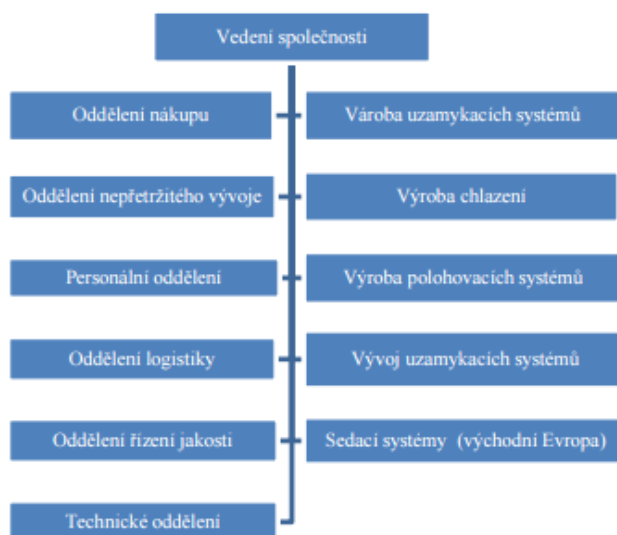 Vedení společnosti
Oddělení nákupu
Vároba uzamykacích systémů
Oddělení nepřetržitého vývoje
Výroba chlazení
Personální oddělení
Výroba polohovacích systémů
Oddělení logistiky
Vývoj uzamykacích systémů
Oddělení řízení jakosti
Sedací systémy (východní Evropa)
Technické oddělení